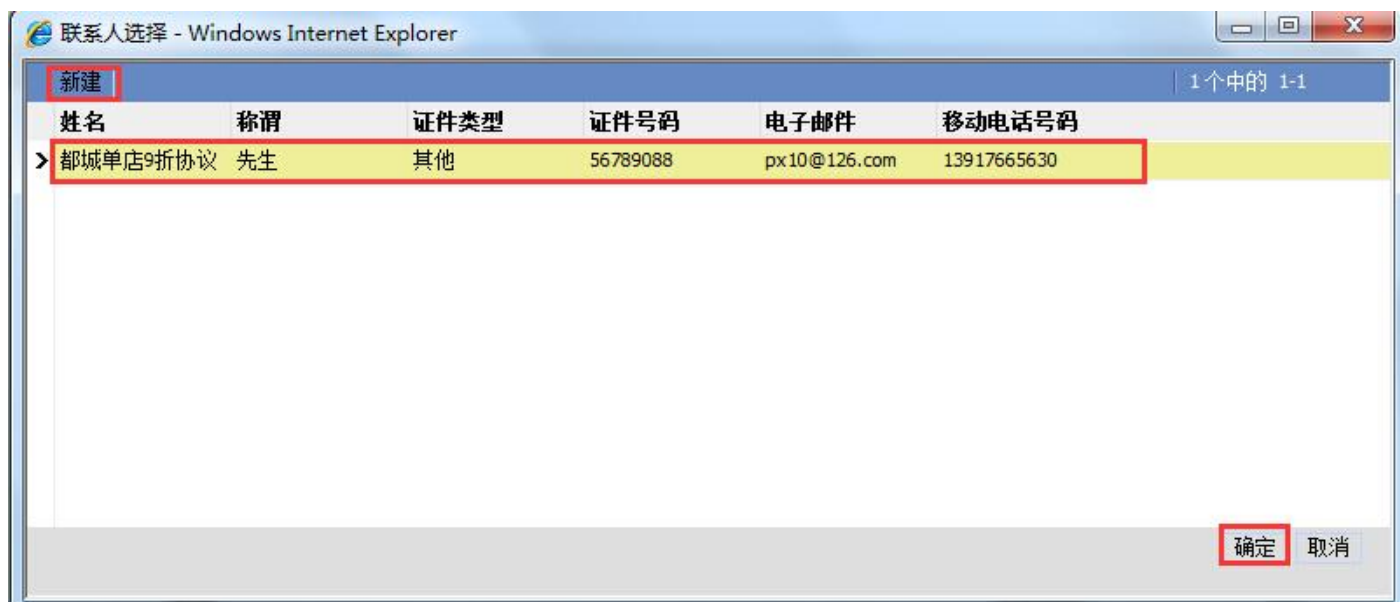 联系人选择 - Windows Internet Explorer
新建 1个中的 1-1
姓名 称谓 证件类型 证件号码 电子邮件 移动电话号码
都城单店9折协议 先生 其他 56789088 px10@126.com 13917665630
确定 取消